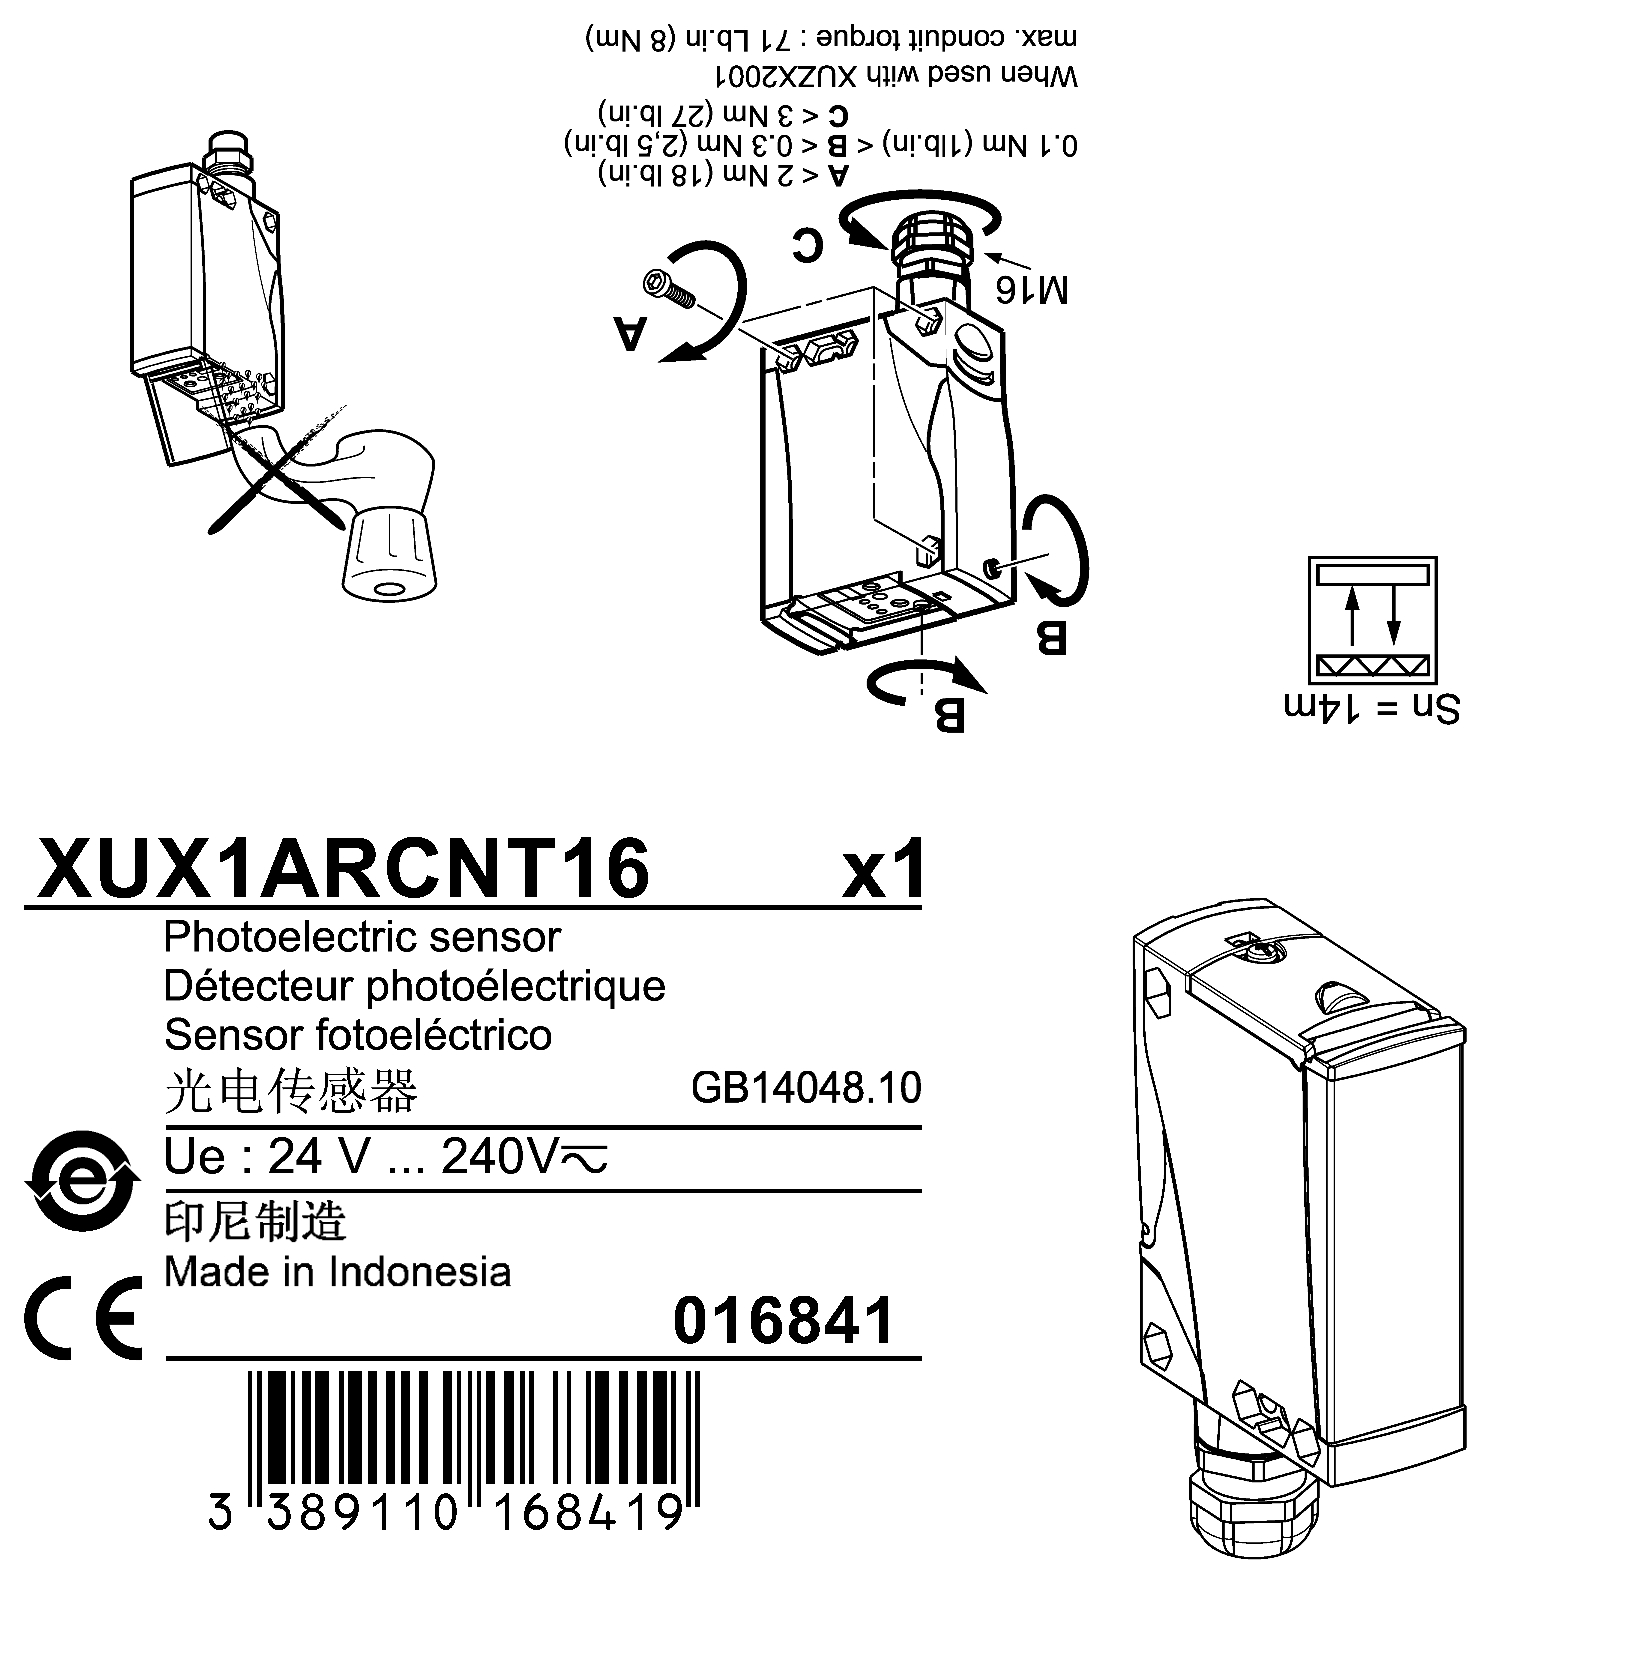 A < 2 Nm (18 lb.in)
0.1 Nm (1lb.in) < B < 0.3 Nm (2,5 lb.in)
C < 3 Nm (27 lb.in)
When used with XUZX2001
max. conduit torque : 71 Lb.in (8 Nm)
C
M16
A
B
B
Sn = 14m
XUX1ARCNT16 x1
Photoelectric sensor
Détecteur photoélectrique
Sensor fotoeléctrico
光电传感器 GB14048.10
Ue : 24 V ... 240V
印尼制造
Made in Indonesia
e
CE
016841
3 389110 168419